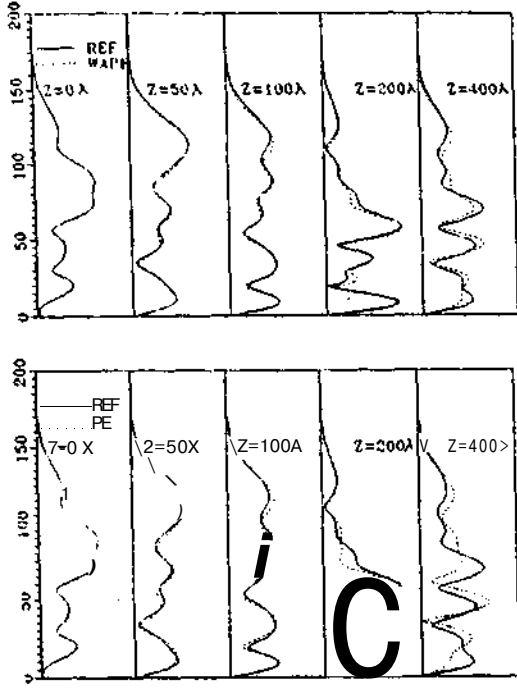 200
REF
WAPE
150
Z=0λ
Z=50λ
Z=100λ
Z=200λ
Z=400λ
100
50
0
200
REF
PE
150
7=0 X
\2=50X
\Z=100A
Z=200λ
V Z=400>
1
100
i
50
C
0